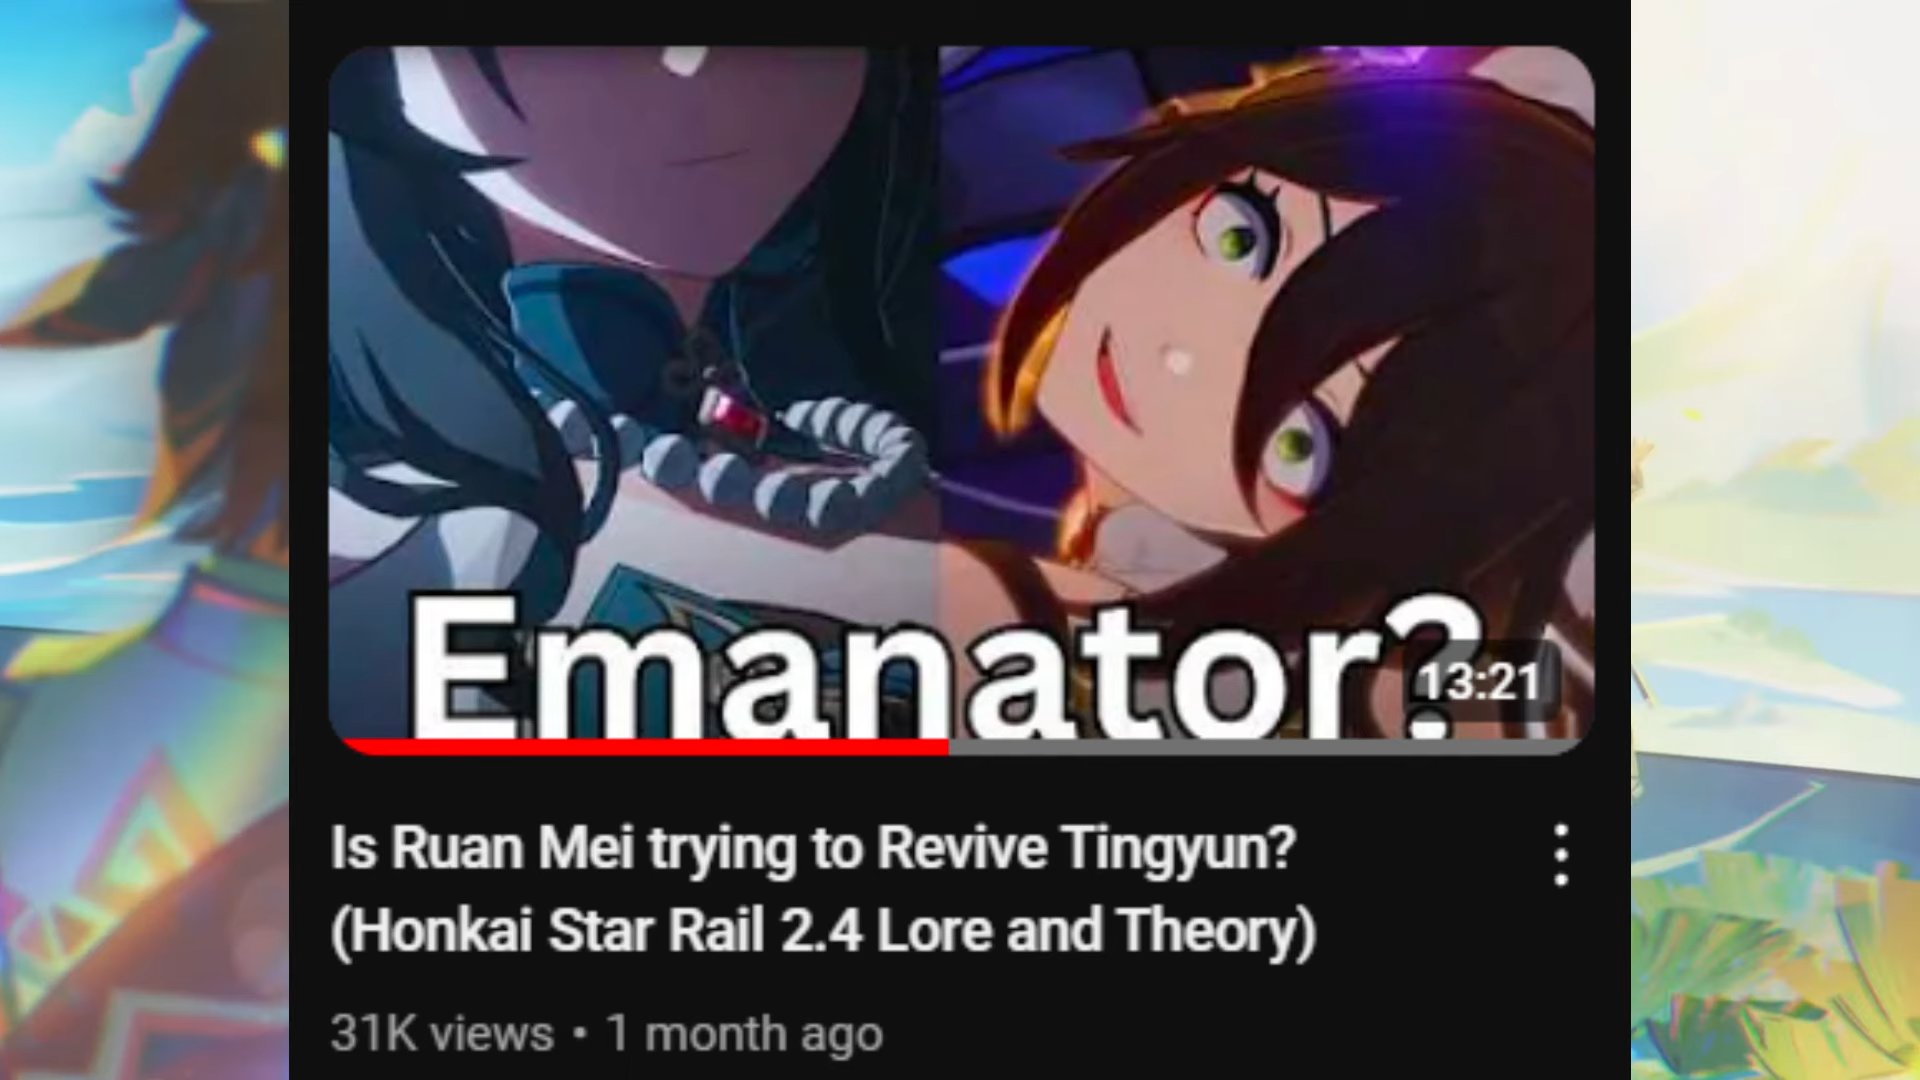 Emanator?
13:21
Is Ruan Mei trying to Revive Tingyun?
(Honkai Star Rail 2.4 Lore and Theory)
31K views • 1 month ago